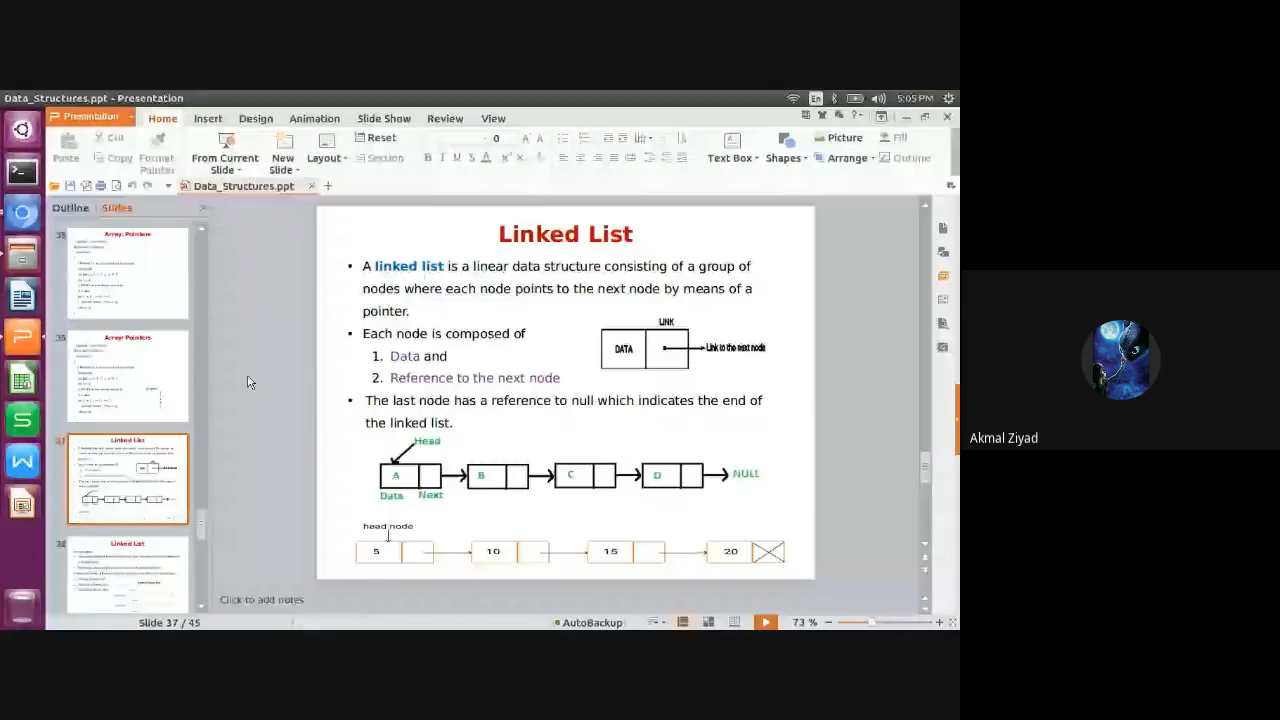 Data_Structures.ppt - Presentation
En
5:05 PM
Presentation
Home Insert Design Animation Slide Show Review View
Paste
Cut
Copy
Format Painter
From Current Slide
New Slide
Layout
Reset
Section
0
B I U S A
Text Box
Shapes
Picture
Arrange
Fill
Outline
Data_Structures.ppt
Outline Slides
Array: Pointers
36
Array: Pointers
37
Linked List
38
Linked List
Linked List
A linked list is a linear data structure consisting of a group of
nodes where each node points to the next node by means of a
pointer.
• Each node is composed of
1. Data and
2. Reference to the next node
LINK
DATA
Link to the next node
• The last node has a reference to null which indicates the end of
the linked list.
Head
A B C D NULL
Data Next
head node
5 10 15 20
Click to add notes
Slide 37 / 45
AutoBackup
73 %
Akmal Ziyad